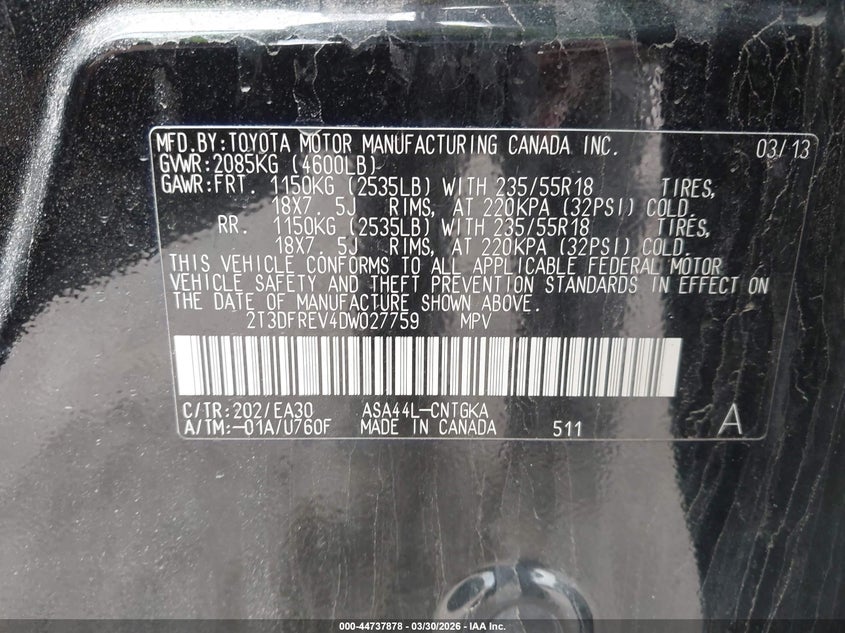 MFD.BY:TOYOTA MOTOR MANUFACTURING CANADA INC. 03/13
GVWR:2085KG (4600LB)
GAWR:FRT. 1150KG (2535LB) WITH 235/55R18 TIRES,
18X7. 5J RIMS, AT 220KPA (32PSI) COLD.
RR. 1150KG (2535LB) WITH 235/55R18 TIRES,
18X7. 5J RIMS, AT 220KPA (32PSI) COLD.
THIS VEHICLE CONFORMS TO ALL APPLICABLE FEDERAL MOTOR
VEHICLE SAFETY AND THEFT PREVENTION STANDARDS IN EFFECT ON
THE DATE OF MANUFACTURE SHOWN ABOVE.
2T3DFREV4DW027759 MPV
C/TR:202/EA30 ASA44L-CNTGKA
A/TM:-01A/U760F MADE IN CANADA 511 A
000-44737878 - 03/30/2026 - IAA Inc.